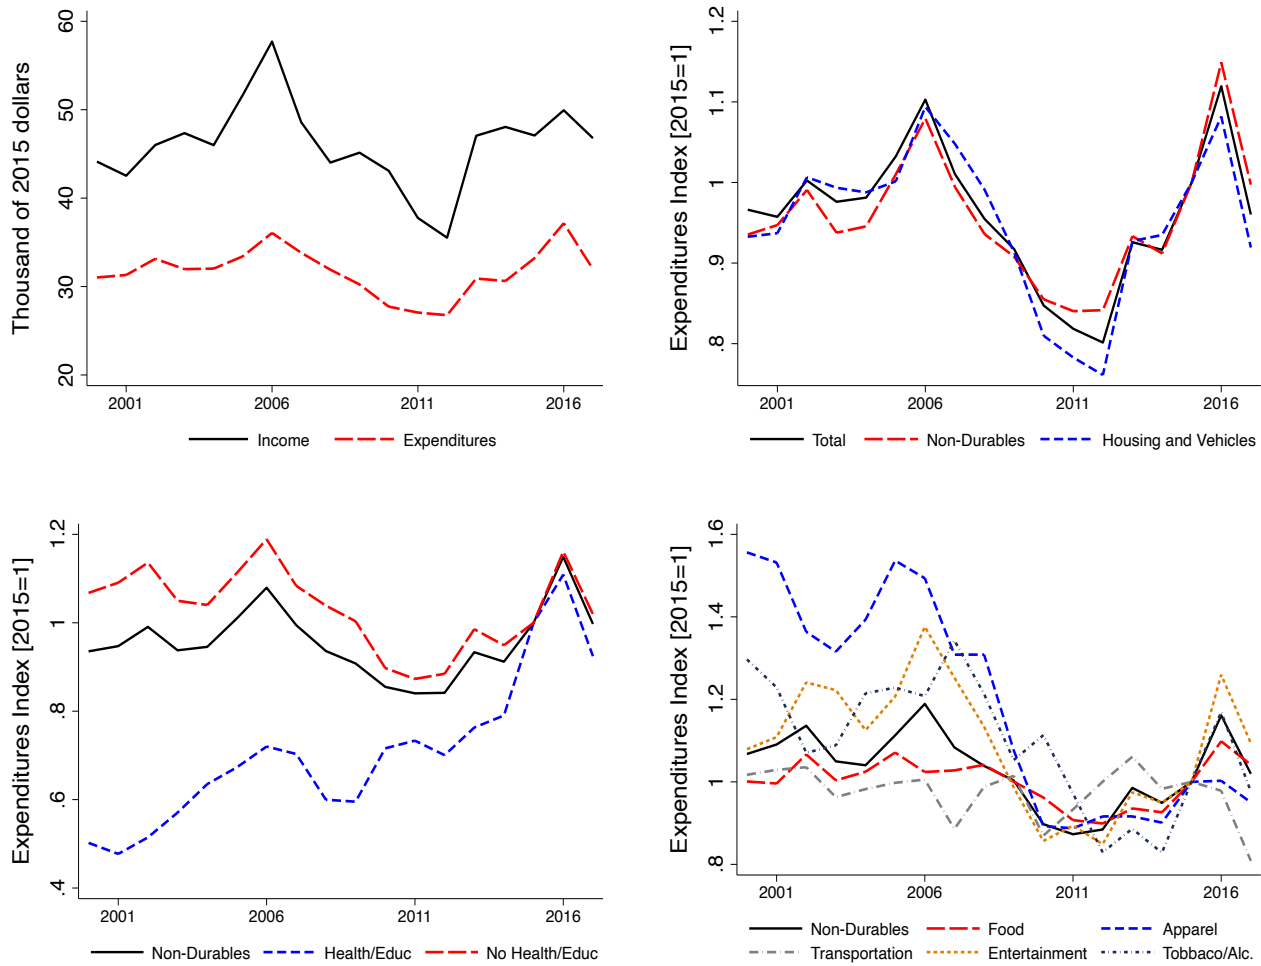 Thousand of 2015 dollars
60
50
40
30
20
2001 2006 2011 2016
Income Expenditures
Expenditures Index [2015=1]
1.2
1.1
1
.9
.8
2001 2006 2011 2016
Total Non-Durables Housing and Vehicles
Expenditures Index [2015=1]
1.2
1
.8
.6
.4
2001 2006 2011 2016
Non-Durables Health/Educ No Health/Educ
Expenditures Index [2015=1]
1.6
1.4
1.2
1.0
.8
2001 2006 2011 2016
Non-Durables Food Apparel
Transportation Entertainment Tobbaco/Alc.